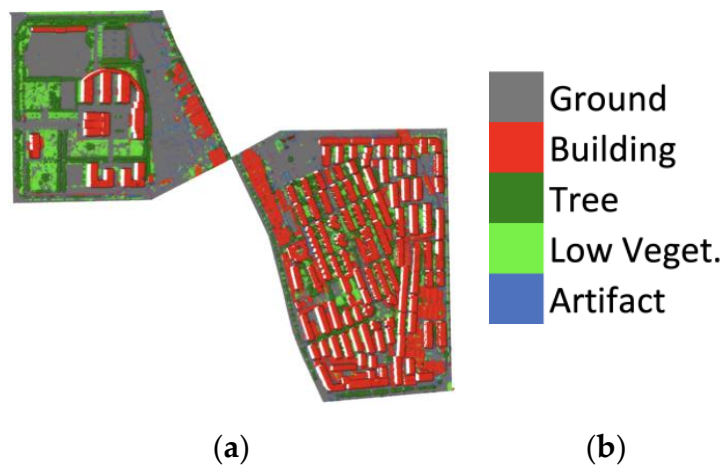 Ground
Building
Tree
Low Veget.
Artifact
(a)
(b)